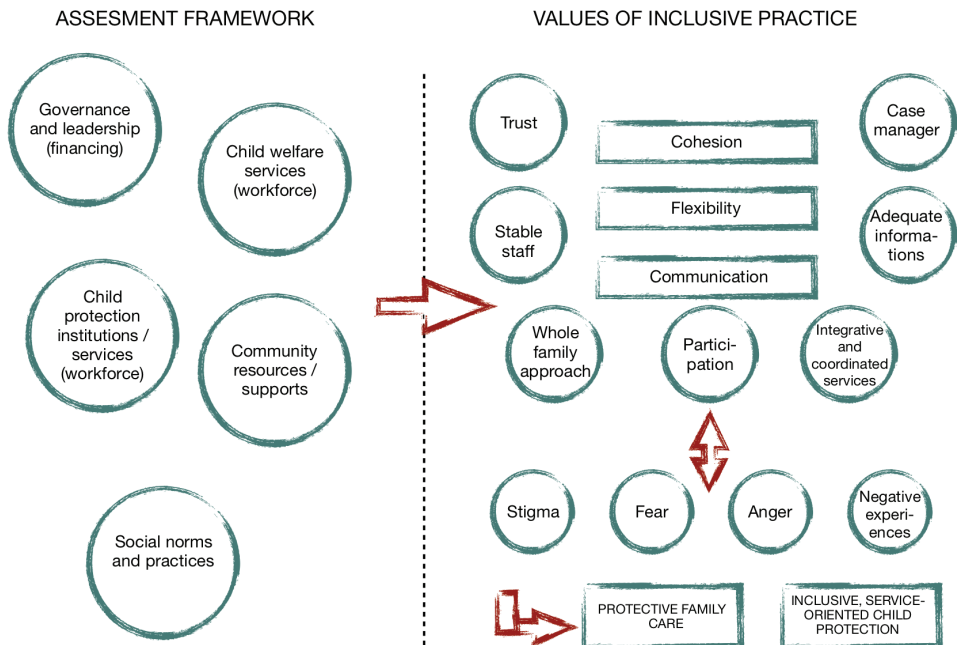 ASSESMENT FRAMEWORK
Governance
and leadership
(financing)
Child welfare
services
(workforce)
Child
protection
institutions /
services
(workforce)
Community
resources /
supports
Social norms
and practices
VALUES OF INCLUSIVE PRACTICE
Trust
Cohesion
Case
manager
Stable
staff
Flexibility
Adequate
informa-
tions
Communication
Whole
family
approach
Partici-
pation
Integrative
and
coordinated
services
Stigma
Fear
Anger
Negative
experi-
ences
PROTECTIVE FAMILY
CARE
INCLUSIVE, SERVICE-
ORIENTED CHILD
PROTECTION